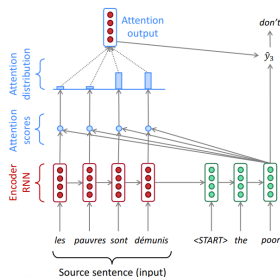 Attention
output
don't
ŷ₃
Attention
distribution
Attention
scores
Encoder
RNN
les pauvres sont démunis
<START> the poor
Source sentence (input)